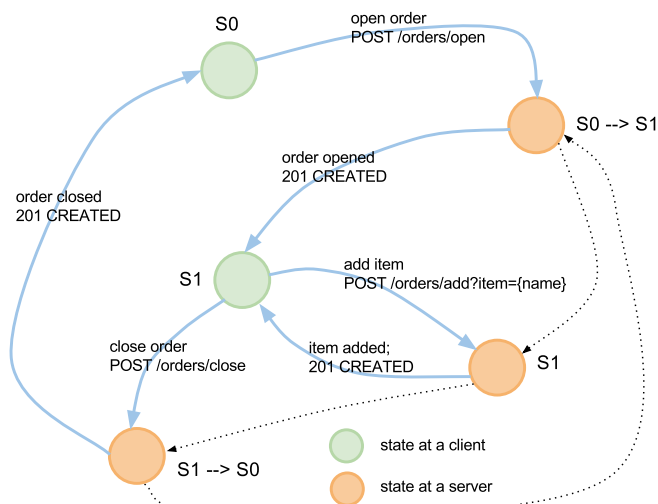 S0
open order
POST /orders/open
S0 --> S1
order opened
201 CREATED
order closed
201 CREATED
S1
add item
POST /orders/add?item={name}
close order
POST /orders/close
item added;
201 CREATED
S1
S1 --> S0
state at a client
state at a server